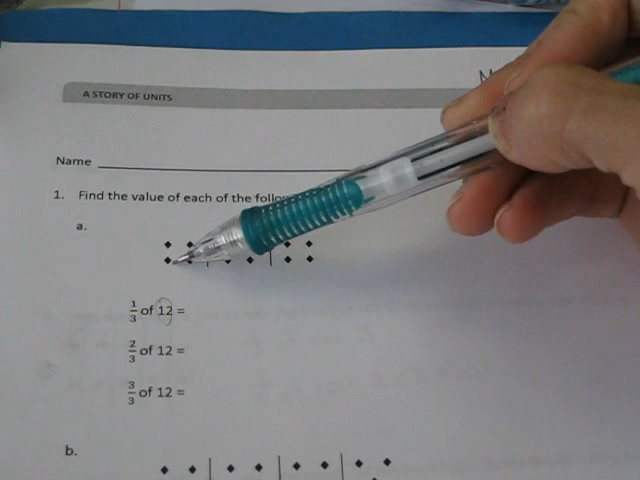 A STORY OF UNITS
Name
1. Find the value of each of the
a.
1/3 of 12 =
2/3 of 12 =
3/3 of 12 =
b.